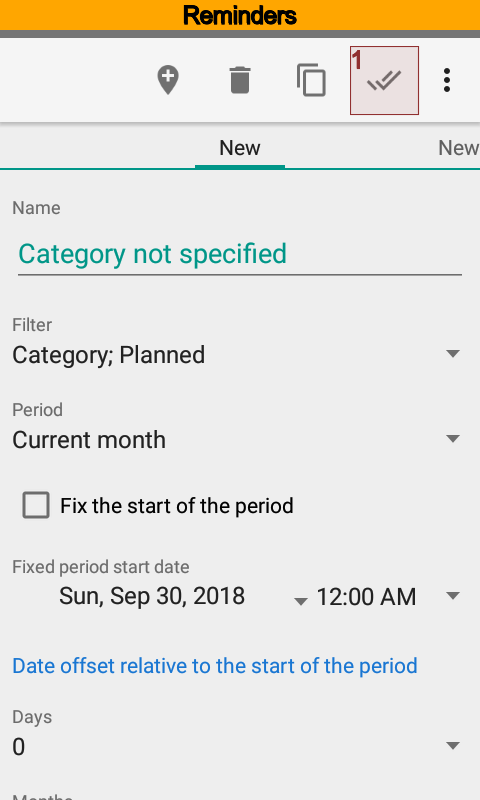 Reminders
1
New
New
Name
Category not specified
Filter
Category; Planned
Period
Current month
Fix the start of the period
Fixed period start date
Sun, Sep 30, 2018 12:00 AM
Date offset relative to the start of the period
Days
0
Months